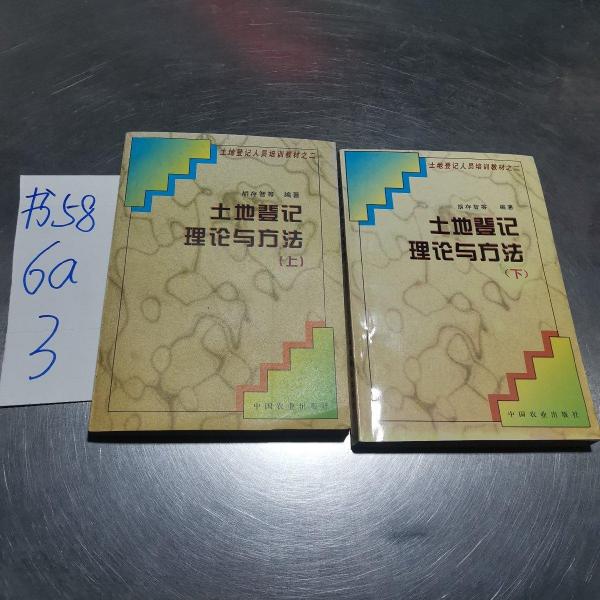 书58
6a
3
土地登记人员培训教材之二
胡存智等 编著
土地登记
理论与方法
(上)
中国农业出版社
土地登记人员培训教材之二
胡存智等 编著
土地登记
理论与方法
(下)
中国农业出版社